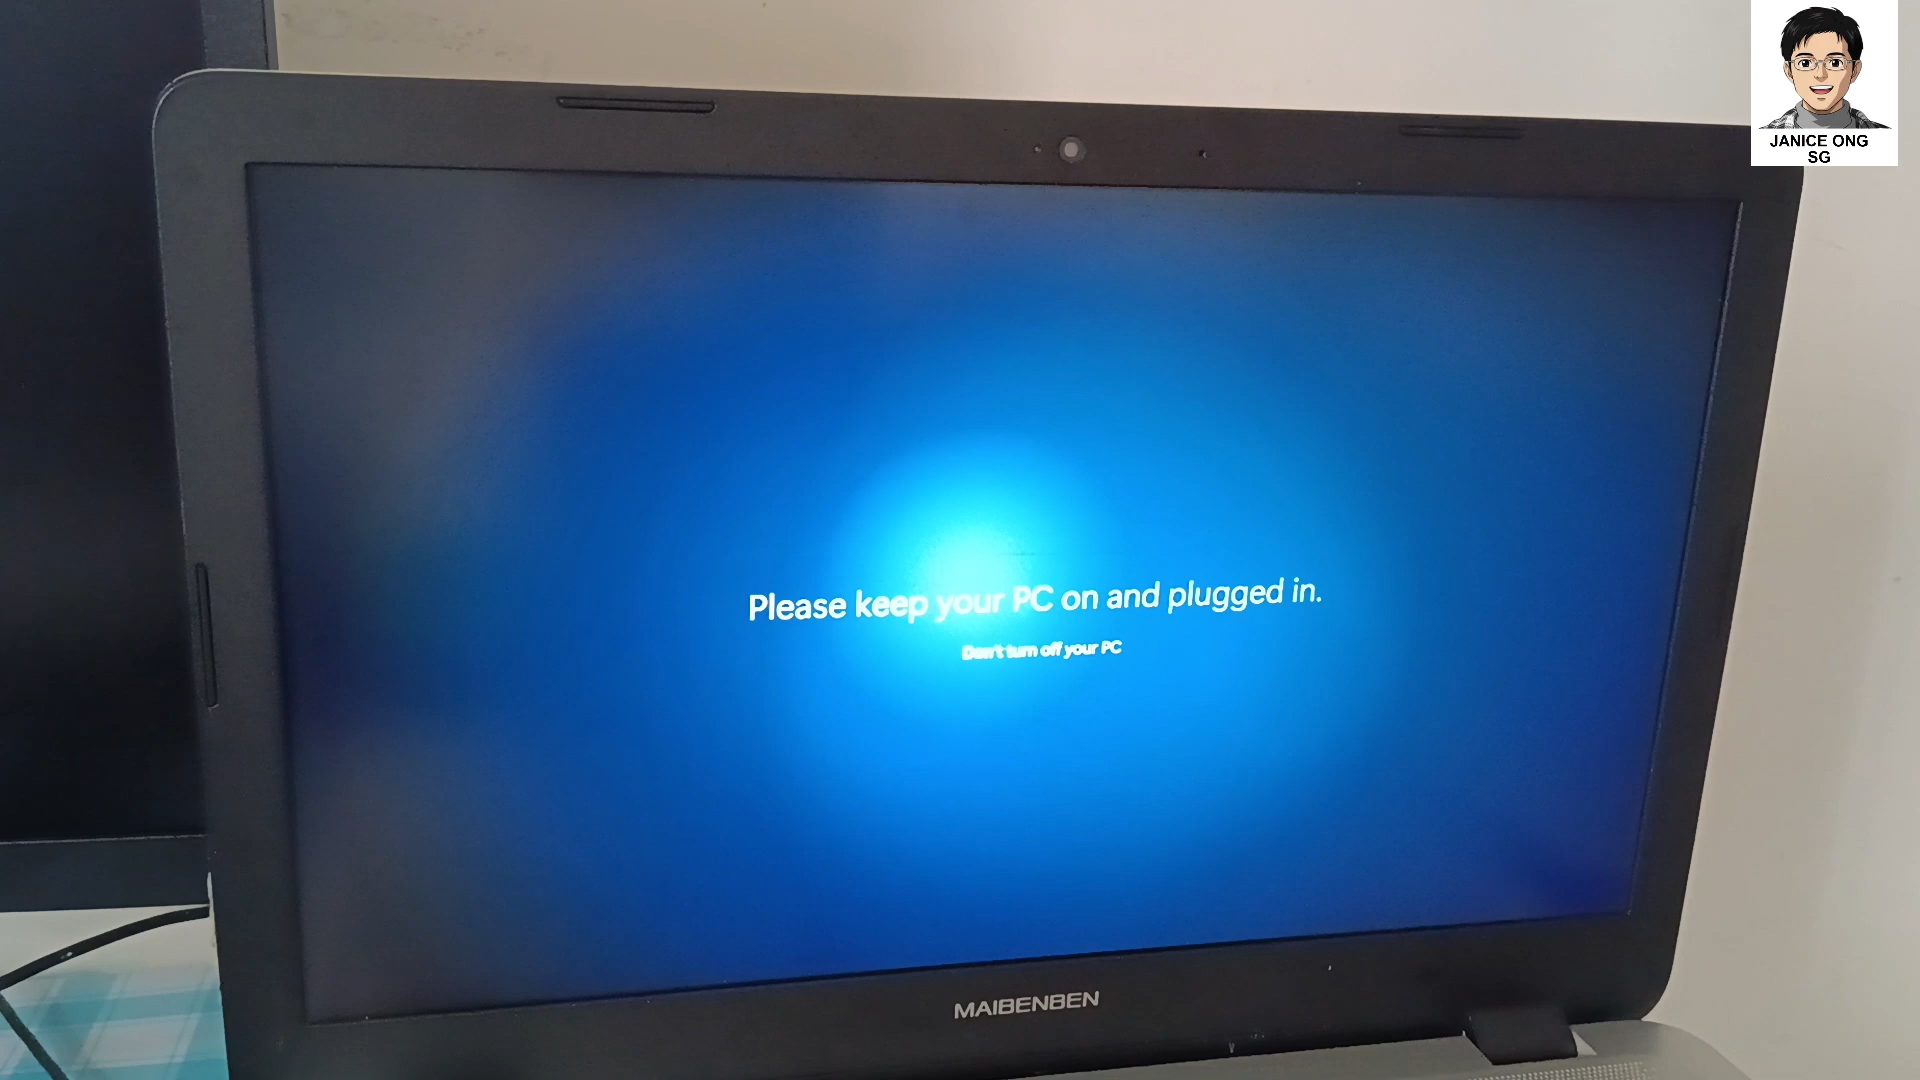 JANICE ONG
SG
Please keep your PC on and plugged in.
Don't turn off your PC
MAIBENBEN